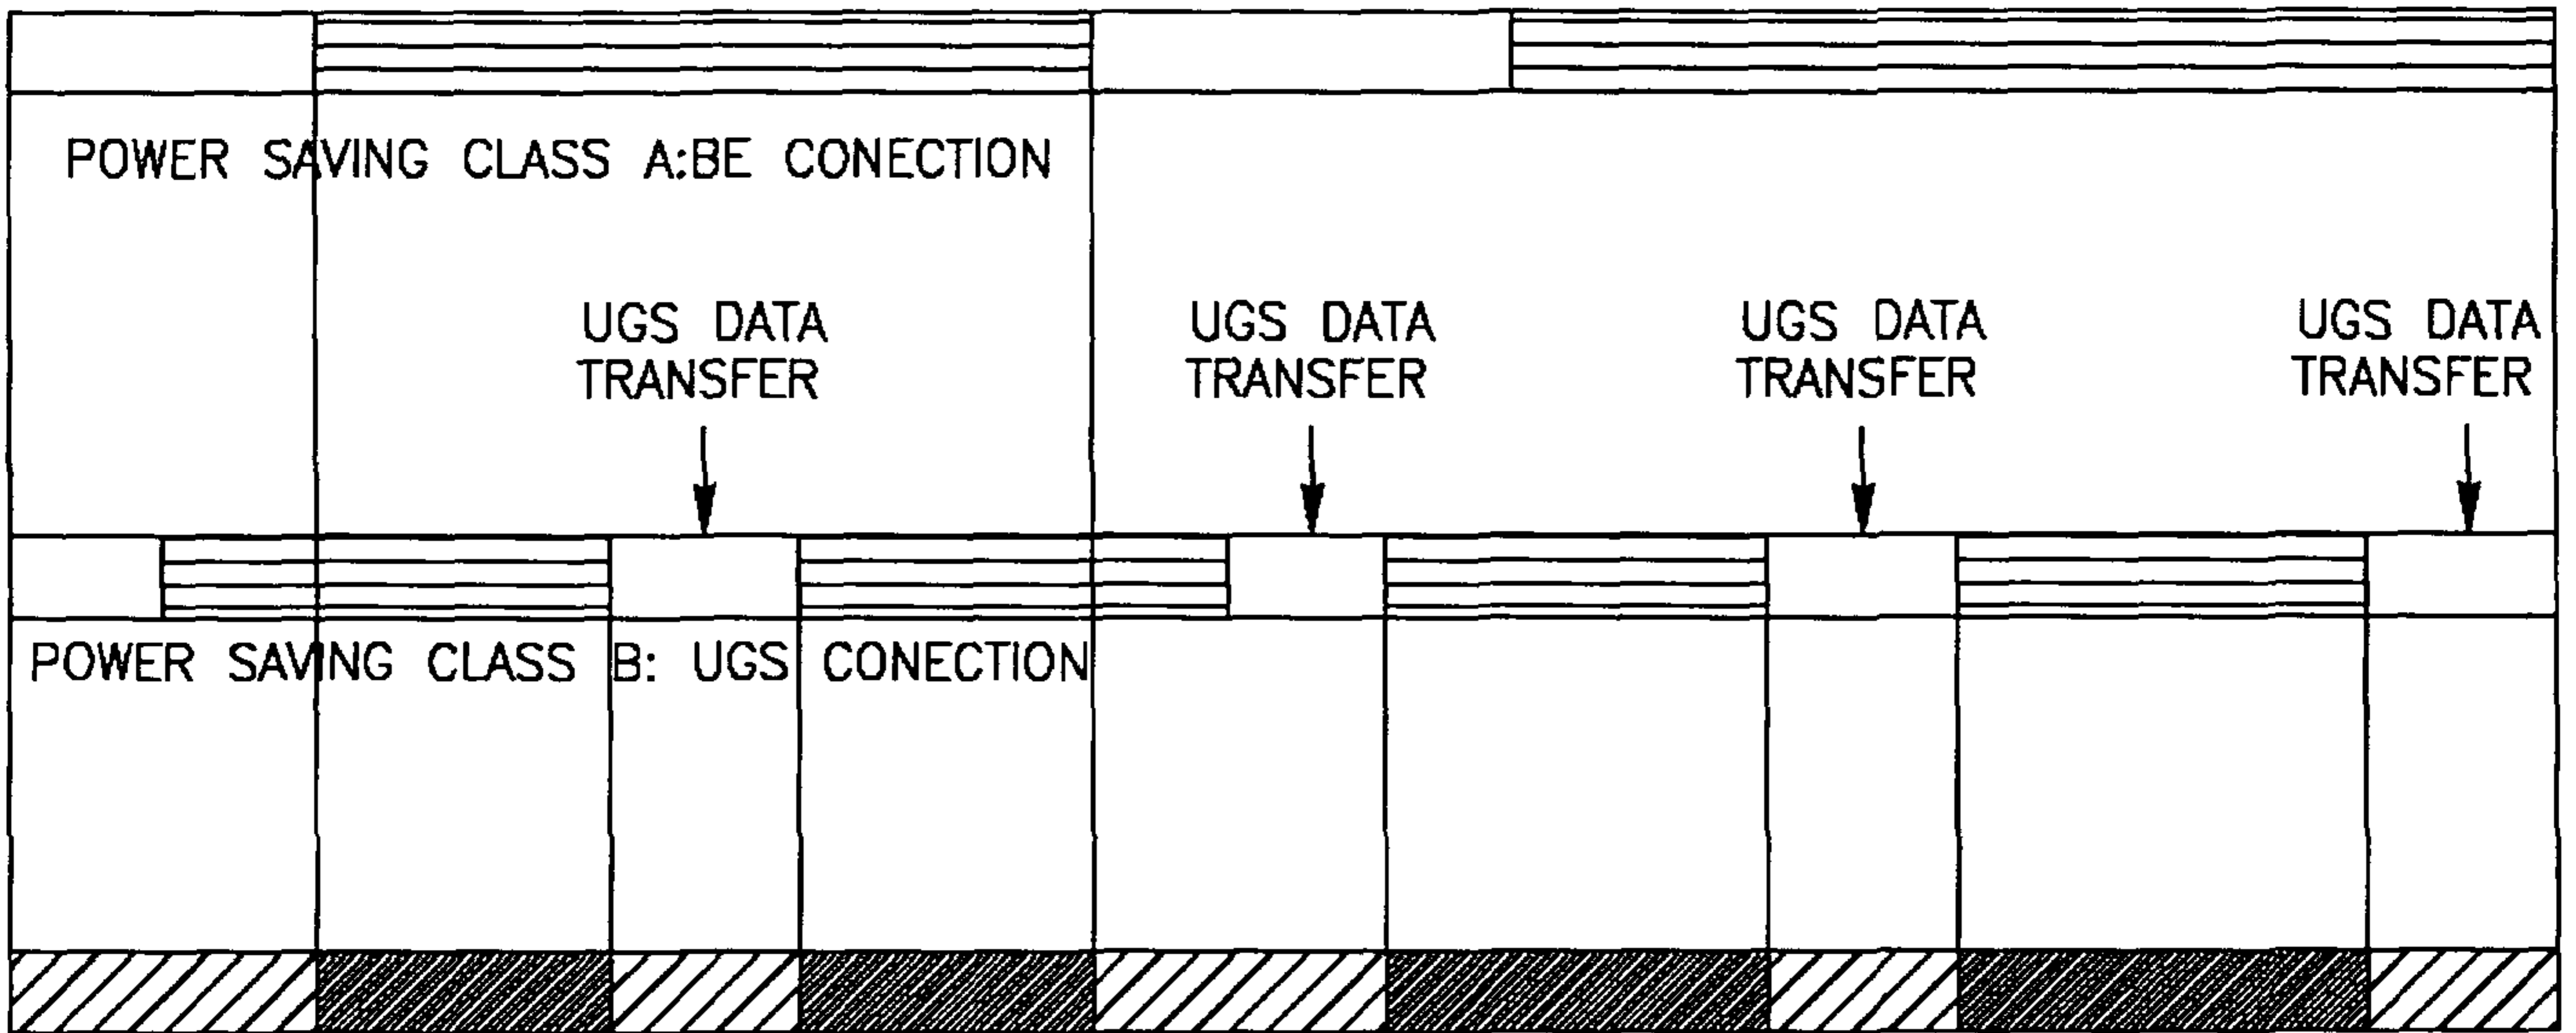 POWER SAVING CLASS A:BE CONECTION
UGS DATA
TRANSFER
UGS DATA
TRANSFER
UGS DATA
TRANSFER
UGS DATA
TRANSFER
POWER SAVING CLASS B: UGS CONECTION